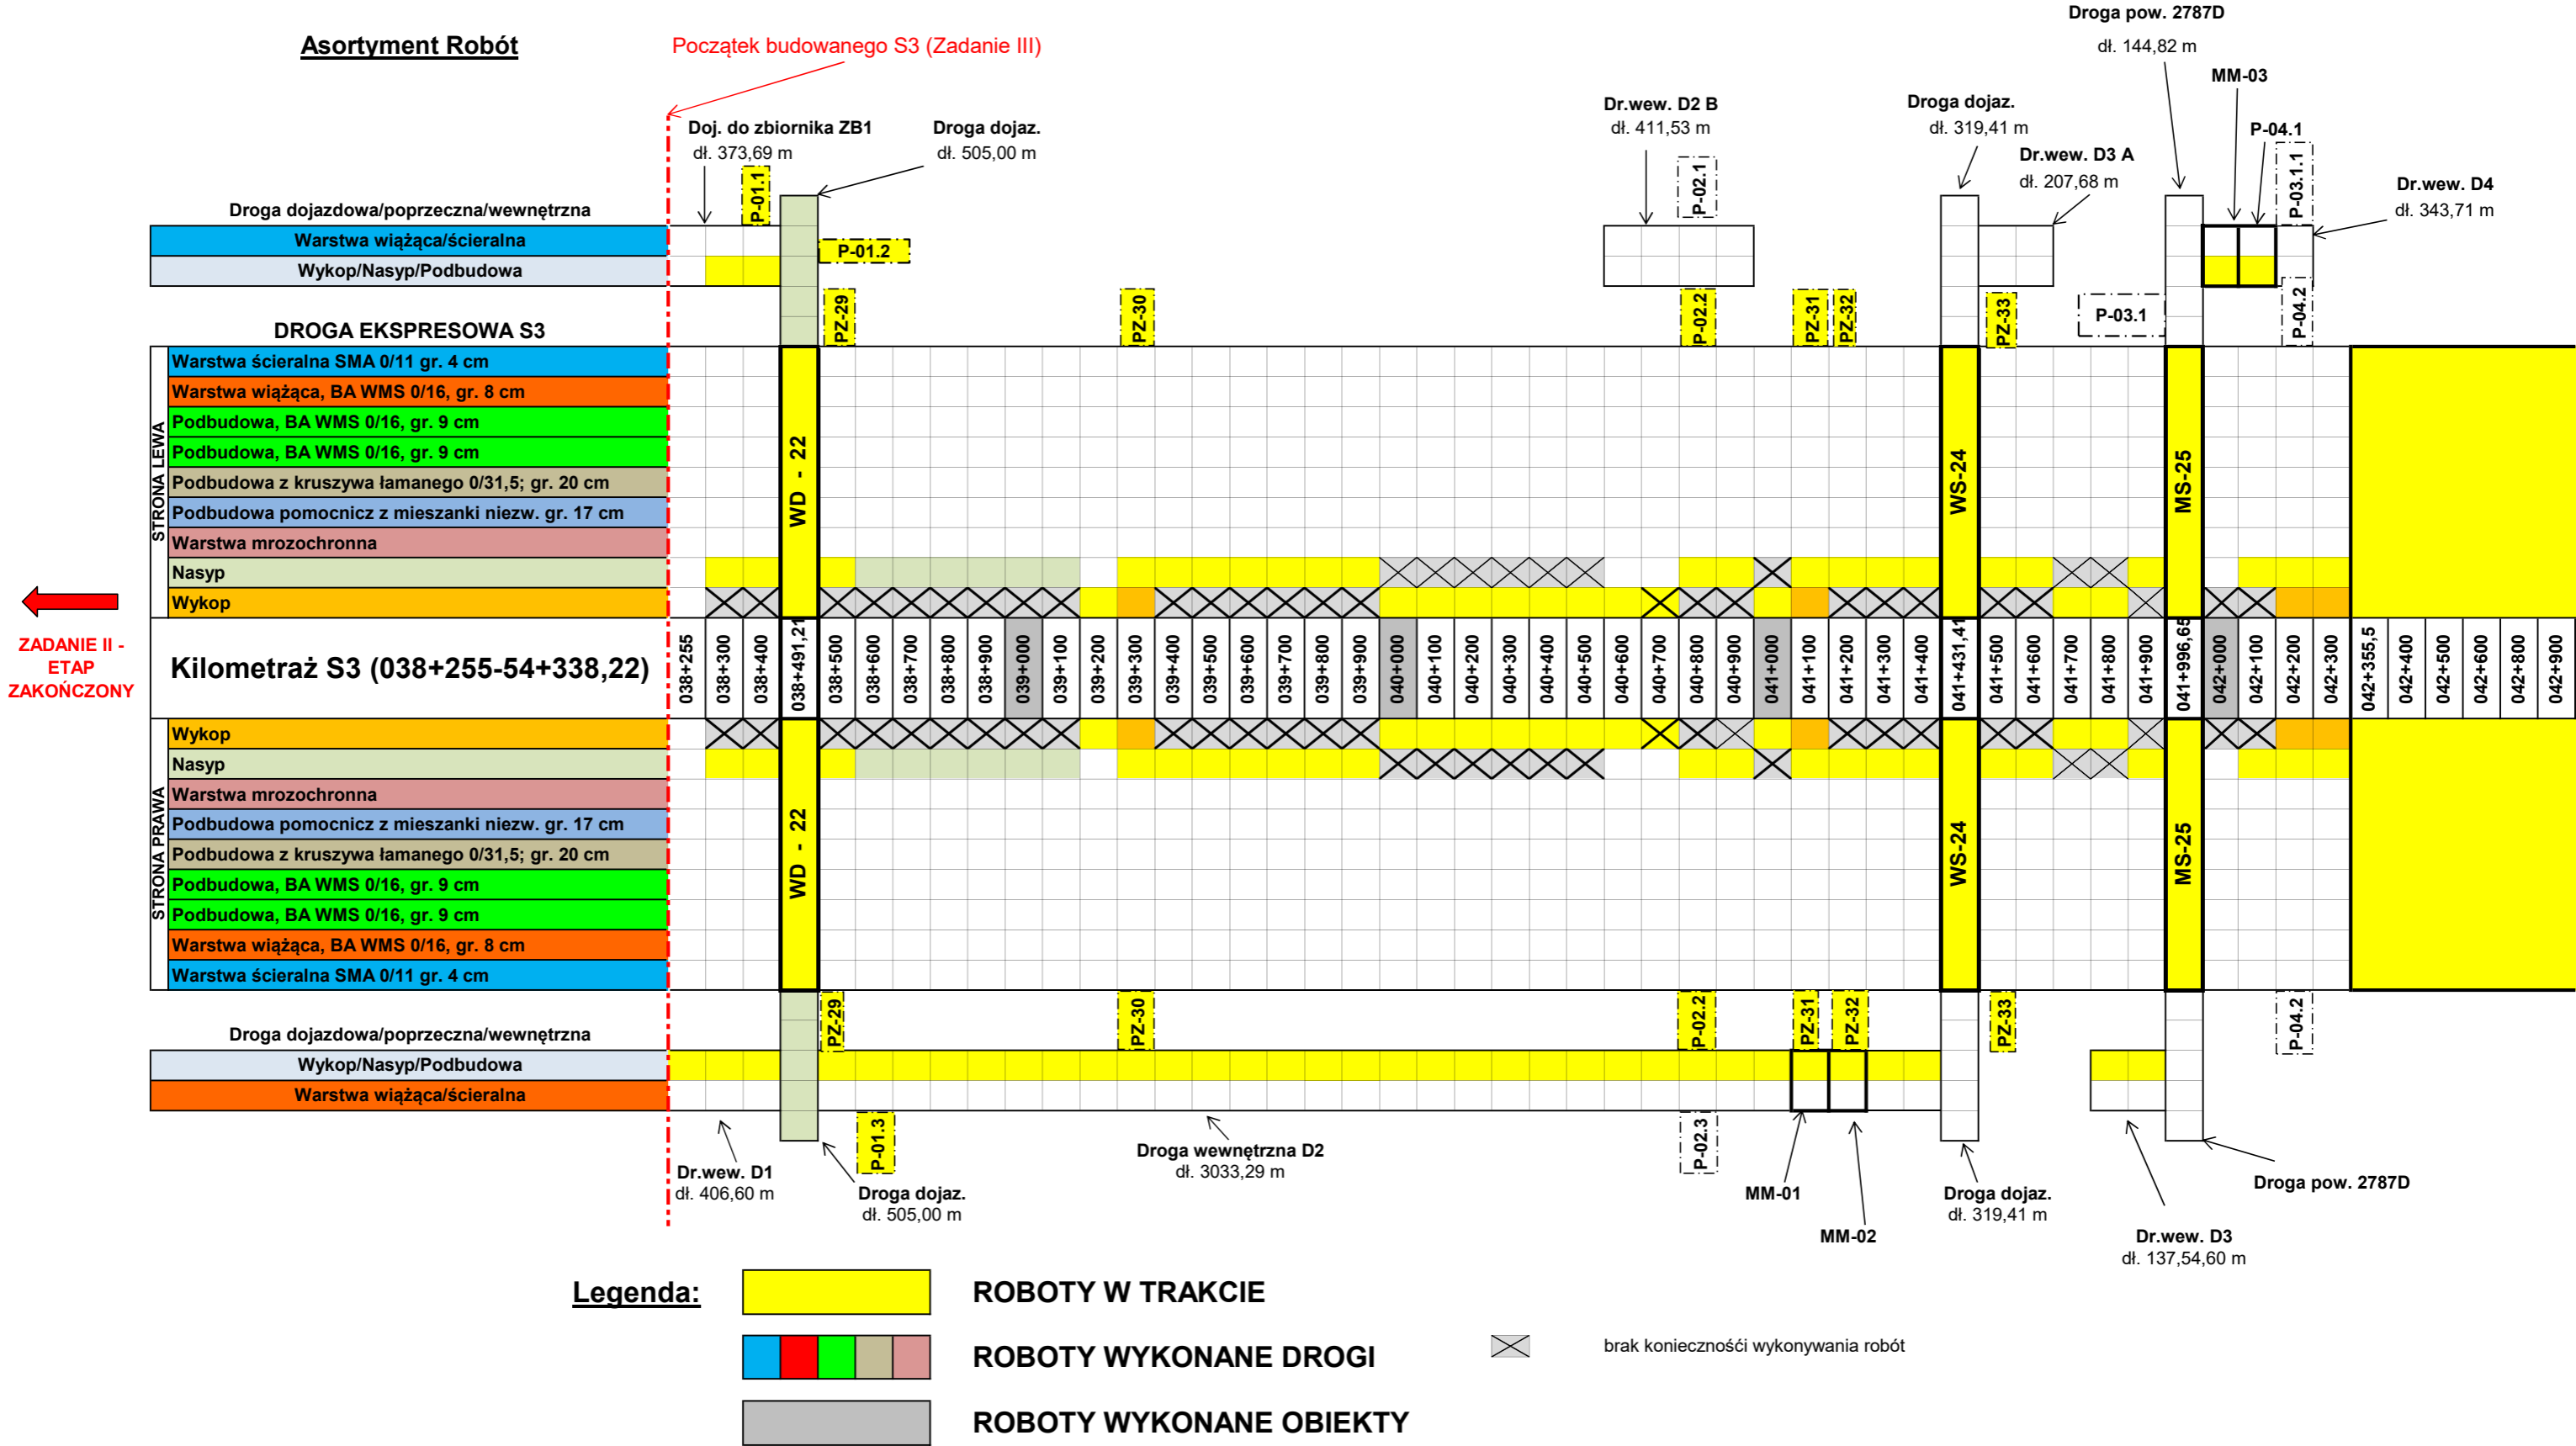 Asortyment Robót
Początek budowanego S3 (Zadanie III)
Droga pow. 2787D
dł. 144,82 m
MM-03
P-04.1
P-03.1.1
Doj. do zbiornika ZB1
dł. 373,69 m
P-01.1
Droga dojaz.
dł. 505,00 m
Dr.wew. D2 B
dł. 411,53 m
P-02.1
Droga dojaz.
dł. 319,41 m
Dr.wew. D3 A
dł. 207,68 m
Dr.wew. D4
dł. 343,71 m
Droga dojazdowa/poprzeczna/wewnętrzna
Warstwa wiążąca/ścieralna
P-01.2
Wykop/Nasyp/Podbudowa
PZ-29
PZ-30
P-02.2
PZ-31
PZ-32
PZ-33
P-03.1
P-04.2
DROGA EKSPRESOWA S3
STRONA LEWA
Warstwa ścieralna SMA 0/11 gr. 4 cm
Warstwa wiążąca, BA WMS 0/16, gr. 8 cm
Podbudowa, BA WMS 0/16, gr. 9 cm
Podbudowa, BA WMS 0/16, gr. 9 cm
Podbudowa z kruszywa łamanego 0/31,5; gr. 20 cm
Podbudowa pomocnicz z mieszanki niezw. gr. 17 cm
Warstwa mrozochronna
Nasyp
Wykop
WD - 22
WS-24
MS-25
ZADANIE II -
ETAP
ZAKOŃCZONY
Kilometraż S3 (038+255-54+338,22)
038+255
038+300
038+400
038+491,21
038+500
038+600
038+700
038+800
038+900
039+000
039+100
039+200
039+300
039+400
039+500
039+600
039+700
039+800
039+900
040+000
040+100
040+200
040+300
040+400
040+500
040+600
040+700
040+800
040+900
041+000
041+100
041+200
041+300
041+400
041+431,41
041+500
041+600
041+700
041+800
041+900
041+996,65
042+000
042+100
042+200
042+300
042+355,5
042+400
042+500
042+600
042+800
042+900
STRONA PRAWA
Wykop
Nasyp
Warstwa mrozochronna
Podbudowa pomocnicz z mieszanki niezw. gr. 17 cm
Podbudowa z kruszywa łamanego 0/31,5; gr. 20 cm
Podbudowa, BA WMS 0/16, gr. 9 cm
Podbudowa, BA WMS 0/16, gr. 9 cm
Warstwa wiążąca, BA WMS 0/16, gr. 8 cm
Warstwa ścieralna SMA 0/11 gr. 4 cm
WD - 22
WS-24
MS-25
PZ-29
PZ-30
P-02.2
PZ-31
PZ-32
PZ-33
P-04.2
Droga dojazdowa/poprzeczna/wewnętrzna
Wykop/Nasyp/Podbudowa
Warstwa wiążąca/ścieralna
P-01.3
P-02.3
Dr.wew. D1
dł. 406,60 m
Droga dojaz.
dł. 505,00 m
Droga wewnętrzna D2
dł. 3033,29 m
MM-01
MM-02
Droga dojaz.
dł. 319,41 m
Droga pow. 2787D
Dr.wew. D3
dł. 137,54,60 m
Legenda:
ROBOTY W TRAKCIE
ROBOTY WYKONANE DROGI
brak koniecznośći wykonywania robót
ROBOTY WYKONANE OBIEKTY